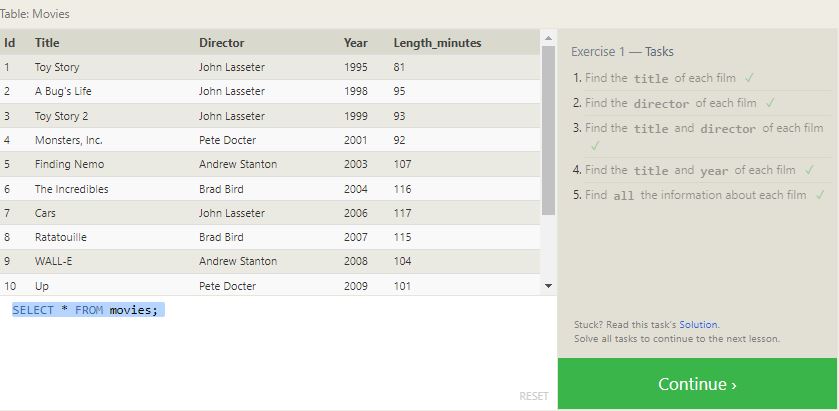 Table: Movies
Id Title Director Year Length_minutes
1 Toy Story John Lasseter 1995 81
2 A Bug's Life John Lasseter 1998 95
3 Toy Story 2 John Lasseter 1999 93
4 Monsters, Inc. Pete Docter 2001 92
5 Finding Nemo Andrew Stanton 2003 107
6 The Incredibles Brad Bird 2004 116
7 Cars John Lasseter 2006 117
8 Ratatouille Brad Bird 2007 115
9 WALL-E Andrew Stanton 2008 104
10 Up Pete Docter 2009 101
SELECT * FROM movies;
RESET
Exercise 1 — Tasks
1. Find the title of each film ✓
2. Find the director of each film ✓
3. Find the title and director of each film
✓
4. Find the title and year of each film ✓
5. Find all the information about each film ✓
Stuck? Read this task's Solution.
Solve all tasks to continue to the next lesson.
Continue ›